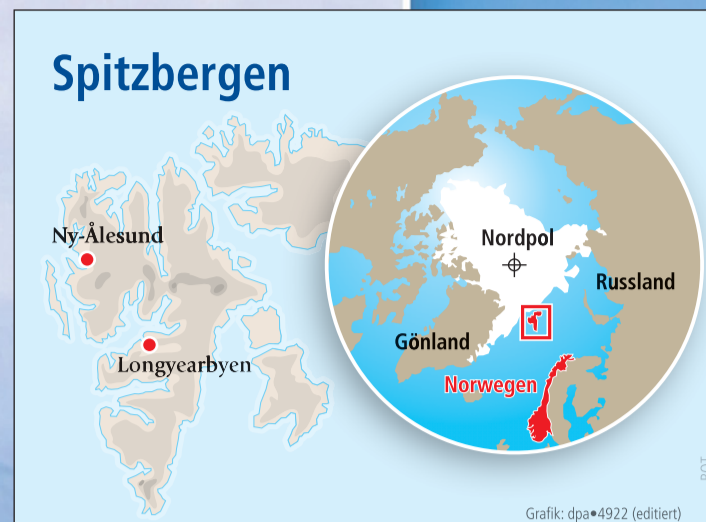 Spitzbergen
Ny-Ålesund
Longyearbyen
Nordpol
Russland
Gönland
Norwegen
Grafik: dpa•4922 (editiert)